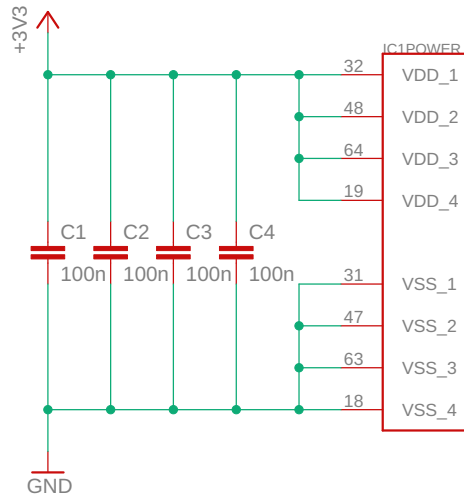 +3V3
IC1POWER
32 VDD_1
48 VDD_2
64 VDD_3
19 VDD_4
C1 C2 C3 C4
100n 100n 100n 100n
31 VSS_1
47 VSS_2
63 VSS_3
18 VSS_4
GND